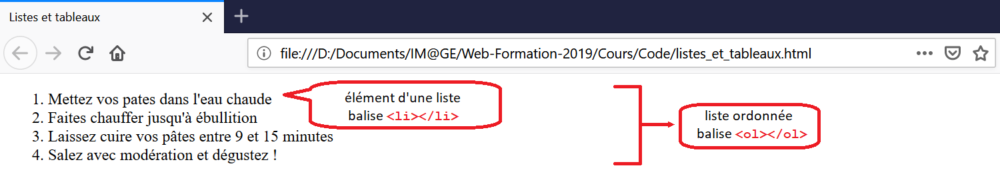 Listes et tableaux
file:///D:/Documents/IM@GE/Web-Formation-2019/Cours/Code/listes_et_tableaux.html
1. Mettez vos pates dans l'eau chaude
2. Faites chauffer jusqu'à ébullition
3. Laissez cuire vos pâtes entre 9 et 15 minutes
4. Salez avec modération et dégustez !
élément d'une liste
balise <li></li>
liste ordonnée
balise <ol></ol>